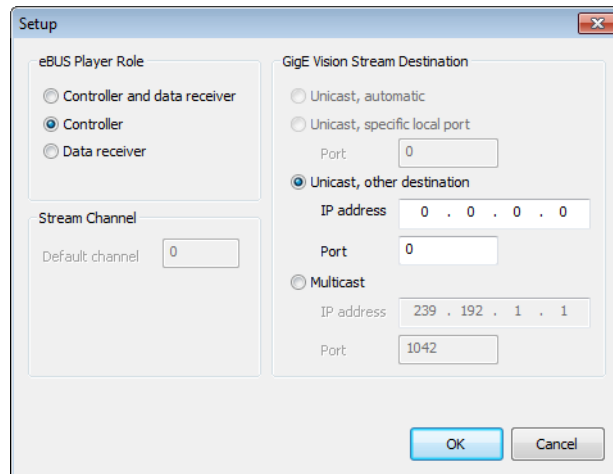 Setup
eBUS Player Role
Controller and data receiver
Controller
Data receiver
Stream Channel
Default channel 0
GigE Vision Stream Destination
Unicast, automatic
Unicast, specific local port
Port 0
Unicast, other destination
IP address 0 . 0 . 0 . 0
Port 0
Multicast
IP address 239 . 192 . 1 . 1
Port 1042
OK Cancel